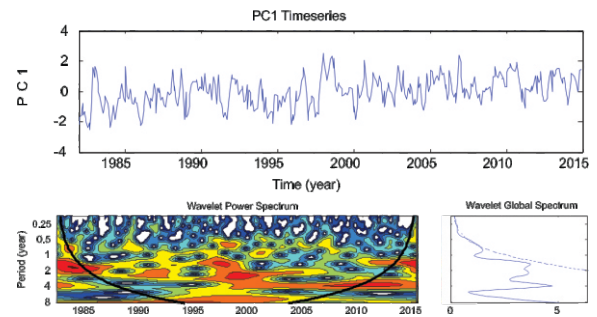 PC1 Timeseries
4
2
0
-2
-4
P C 1
1985 1990 1995 2000 2005 2010 2015
Time (year)
Wavelet Power Spectrum
Wavelet Global Spectrum
0.25
0.5
1
2
4
8
Period (year)
1985 1990 1995 2000 2005 2010 2015
0 5